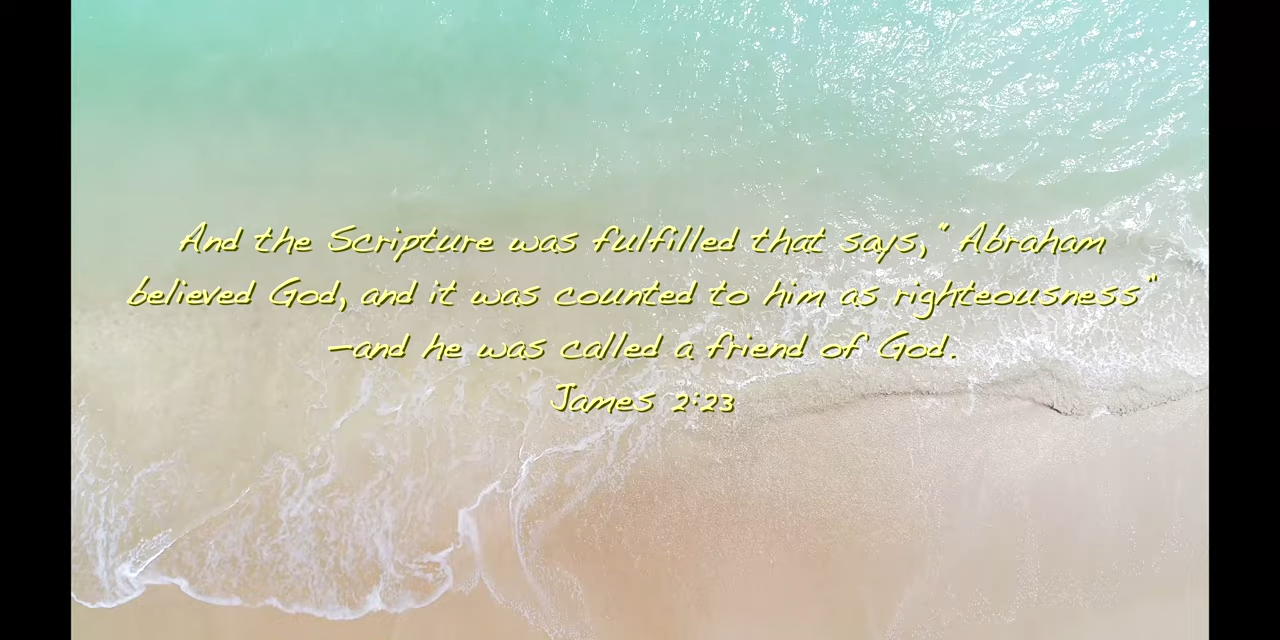 And the Scripture was fulfilled that says," Abraham
believed God, and it was counted to him as righteousness"
—and he was called a friend of God.
James 2:23